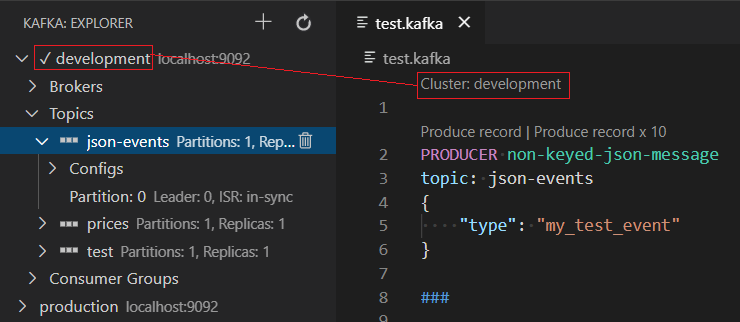 KAFKA: EXPLORER
✓ development localhost:9092
Brokers
Topics
json-events Partitions: 1, Rep...
Configs
Partition: 0 Leader: 0, ISR: in-sync
prices Partitions: 1, Replicas: 1
test Partitions: 1, Replicas: 1
Consumer Groups
production localhost:9092
test.kafka
test.kafka
Cluster: development
1
Produce record | Produce record x 10
2 PRODUCER non-keyed-json-message
3 topic: json-events
4 {
5 ····"type": "my_test_event"
6 }
7
8 ###